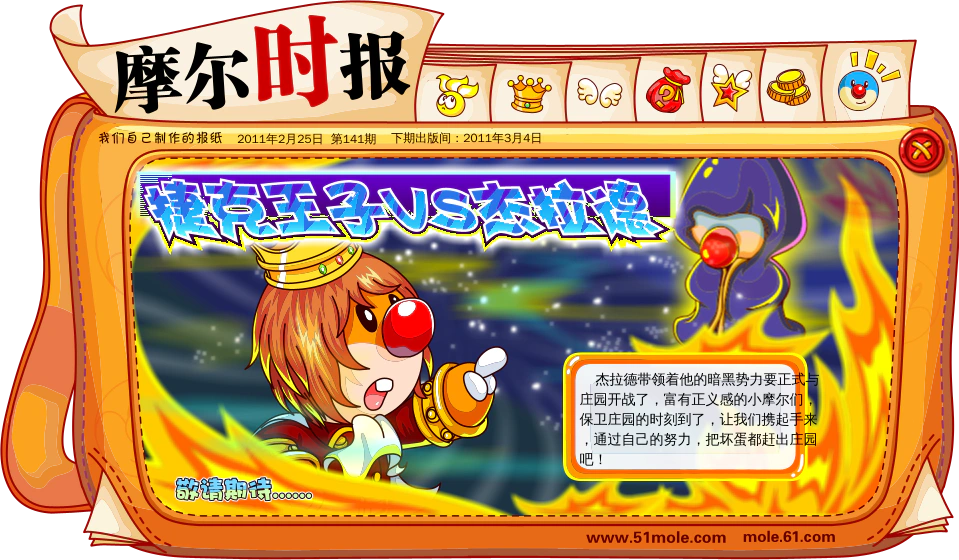 摩尔时报
我们自己制作的报纸 2011年2月25日 第141期 下期出版间：2011年3月4日
捷克王子VS杰拉德
杰拉德带领着他的暗黑势力要正式与
庄园开战了，富有正义感的小摩尔们，
保卫庄园的时刻到了，让我们携起手来
，通过自己的努力，把坏蛋都赶出庄园
吧！
敬请期待......
www.51mole.com mole.61.com